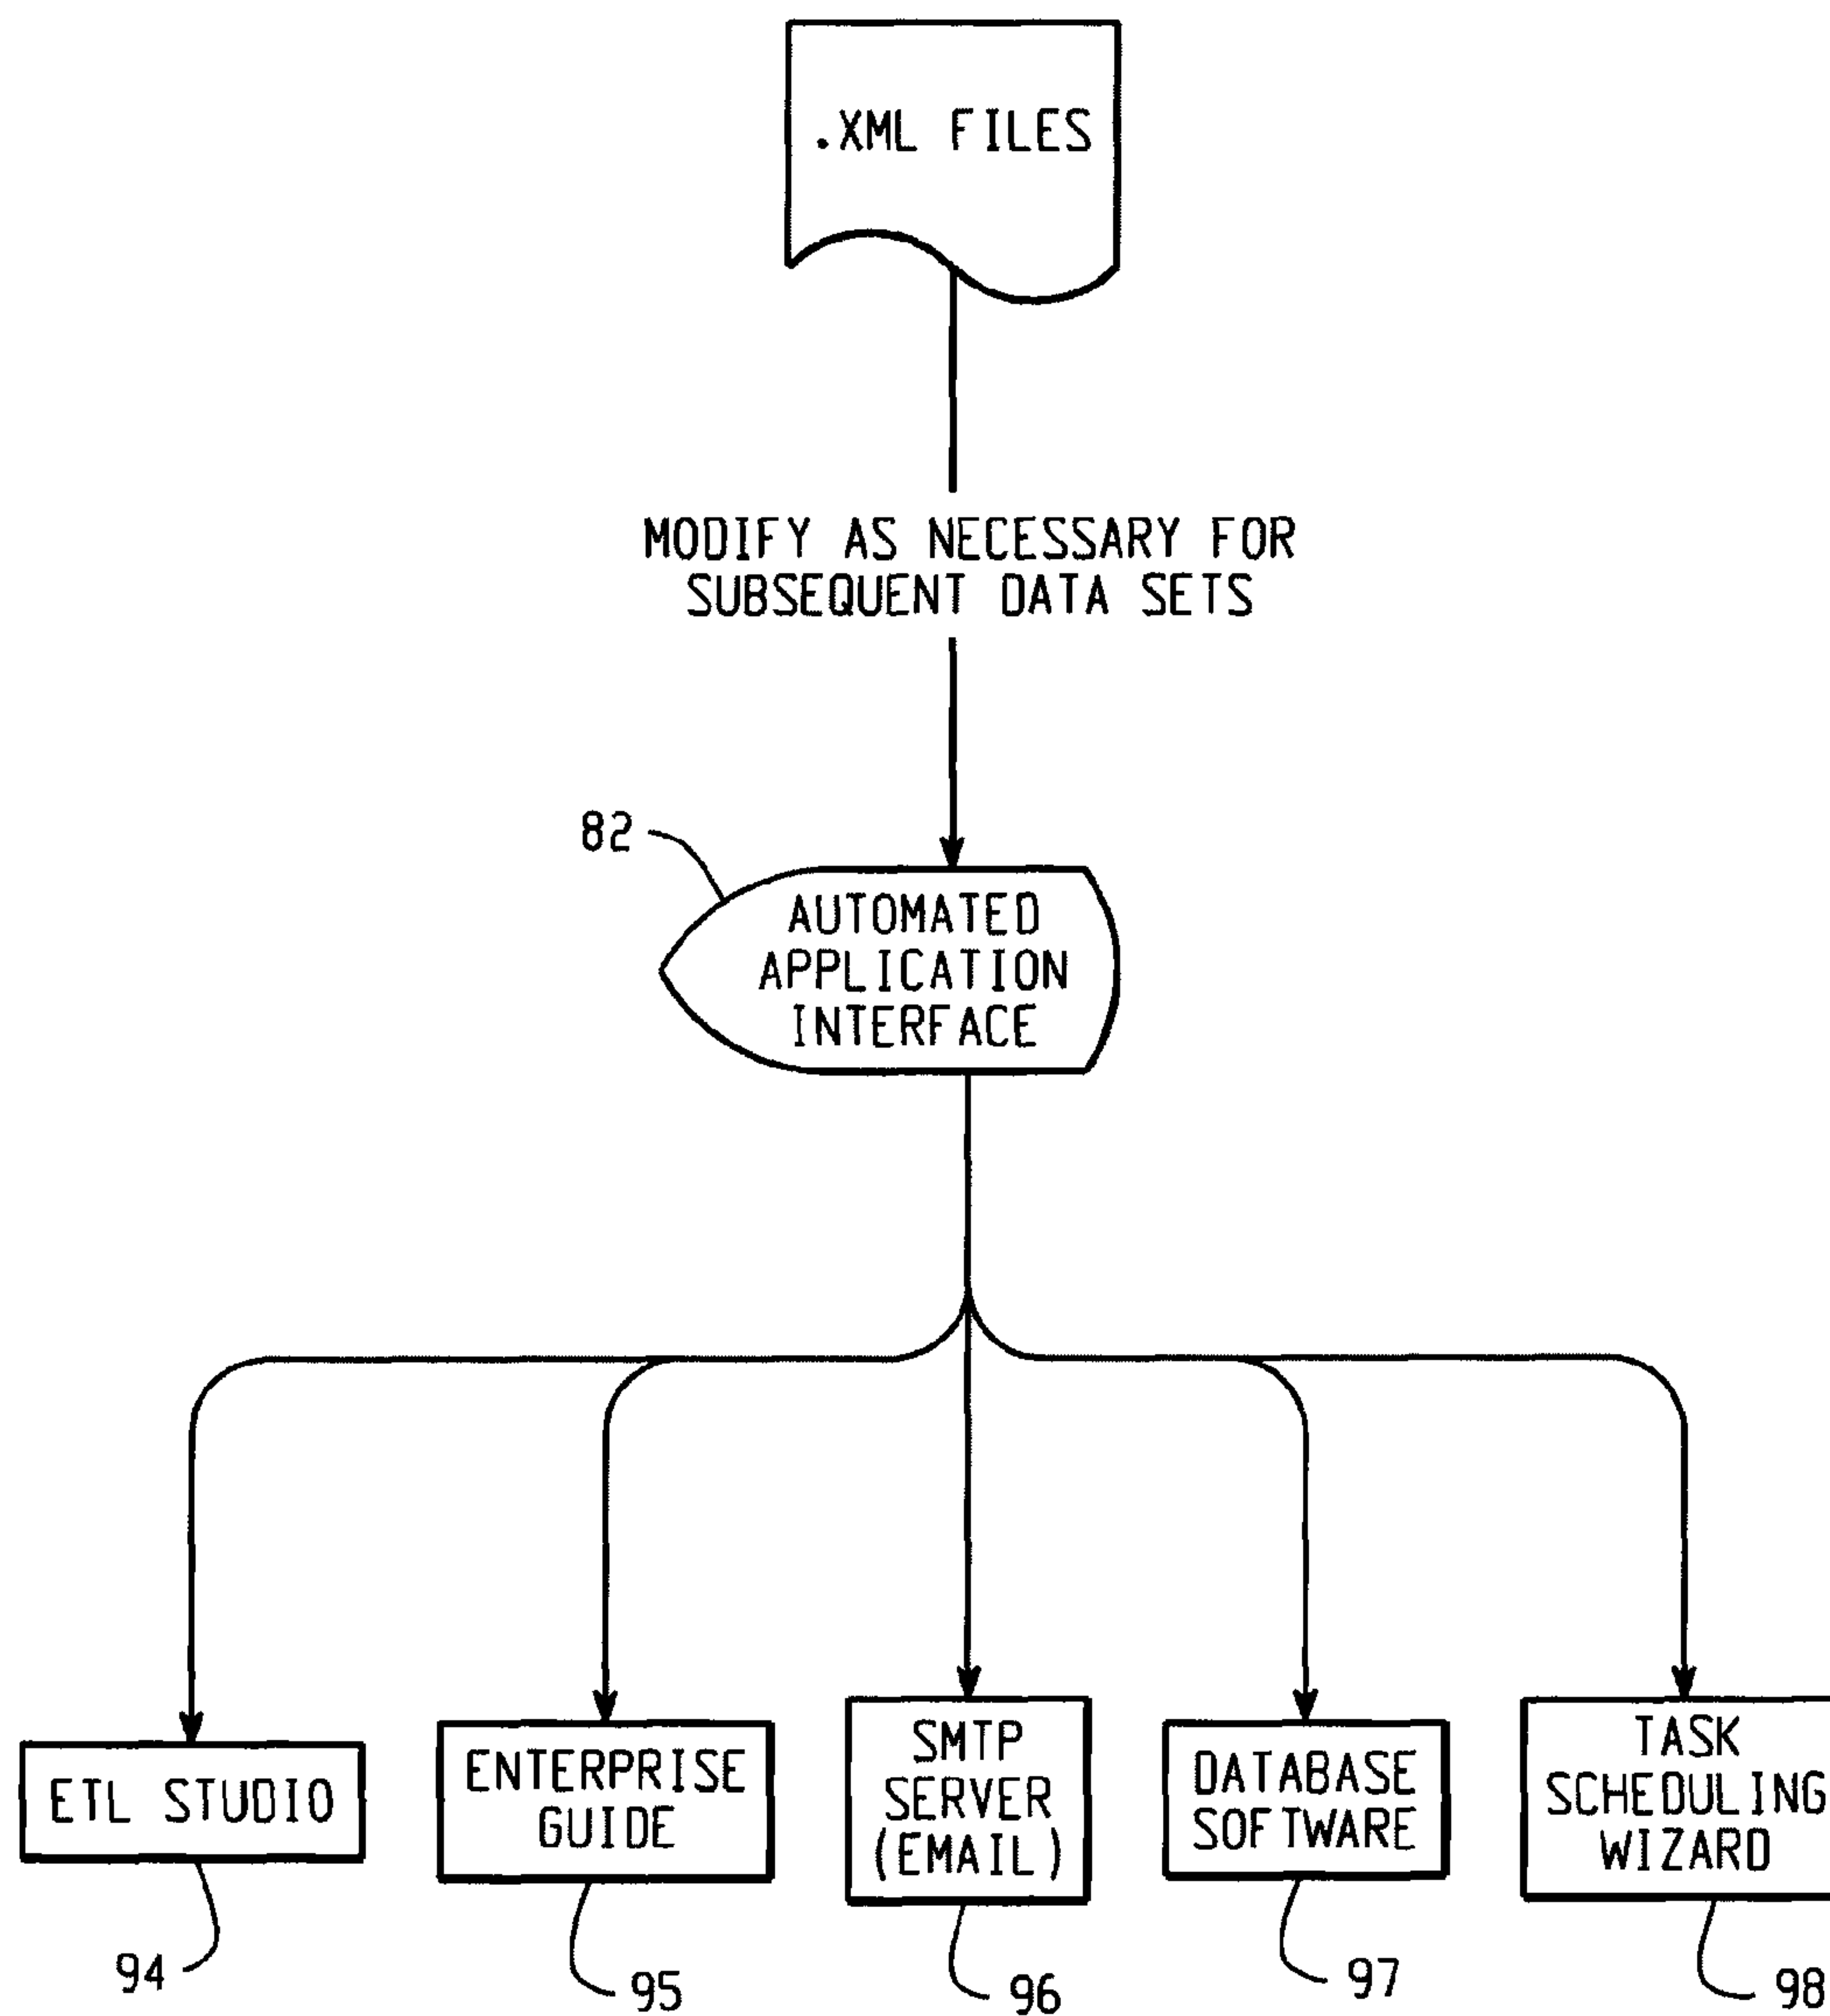 .XML FILES
MODIFY AS NECESSARY FOR
SUBSEQUENT DATA SETS
82
AUTOMATED
APPLICATION
INTERFACE
ETL STUDIO
94
ENTERPRISE
GUIDE
95
SMTP
SERVER
(EMAIL)
96
DATABASE
SOFTWARE
97
TASK
SCHEDULING
WIZARD
98